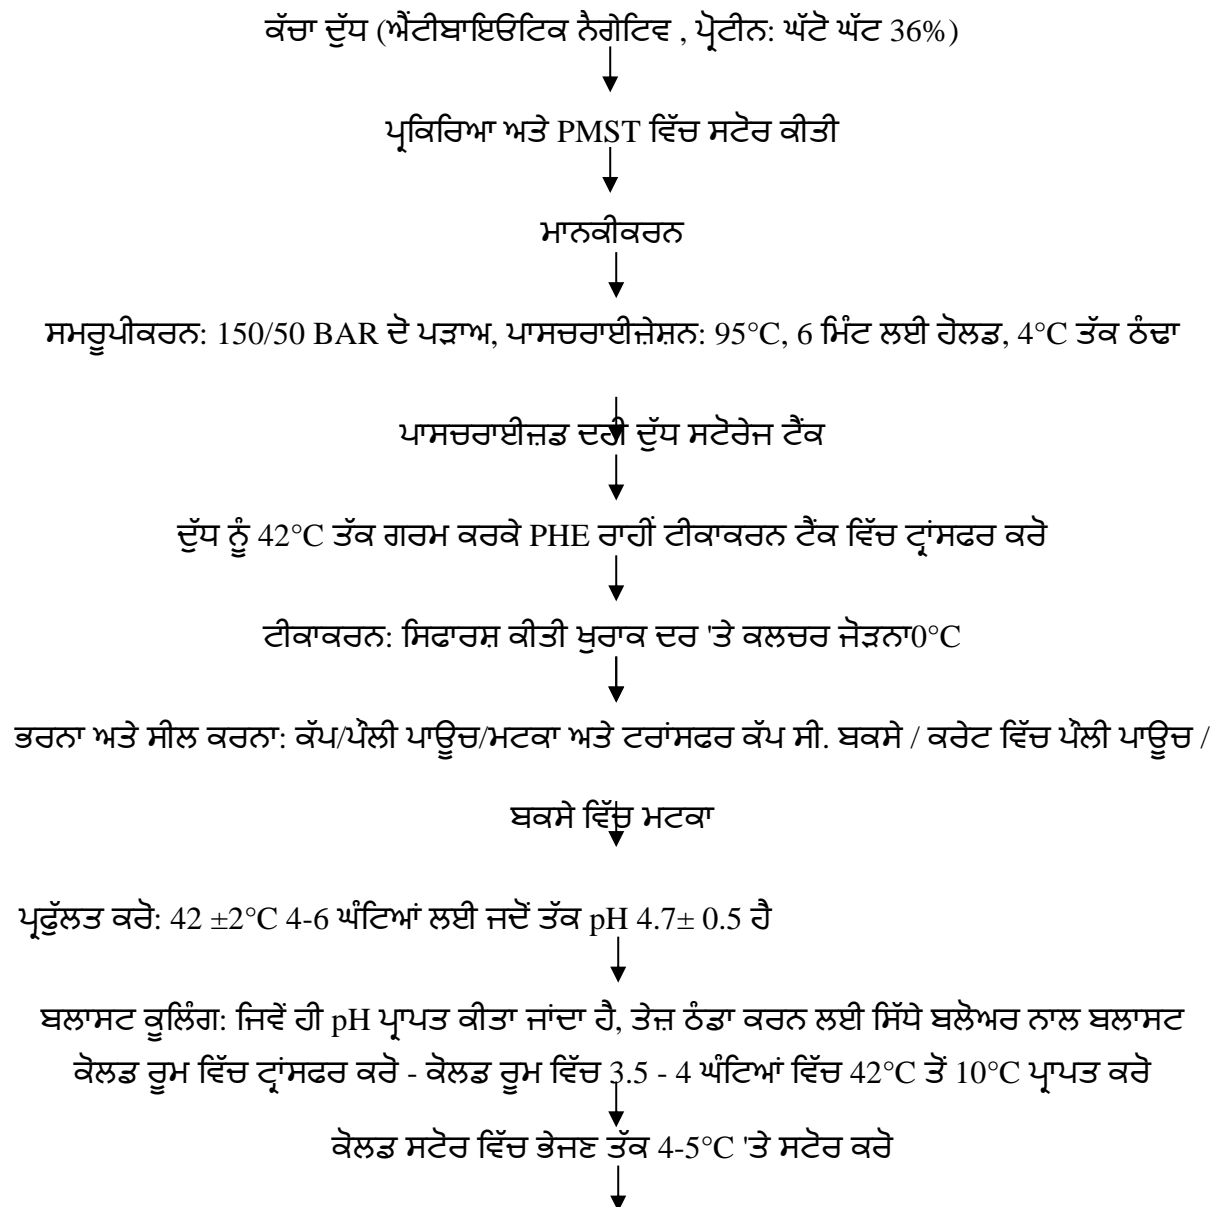 ਕੱਚਾ ਦੁੱਧ (ਐਂਟੀਬਾਇਓਟਿਕ ਨੈਗੇਟਿਵ , ਪ੍ਰੋਟੀਨ: ਘੱਟੋ ਘੱਟ 36%)
ਪ੍ਰਕਿਰਿਆ ਅਤੇ PMST ਵਿੱਚ ਸਟੋਰ ਕੀਤੀ
ਮਾਨਕੀਕਰਨ
ਸਮਰੂਪੀਕਰਨ: 150/50 BAR ਦੋ ਪੜਾਅ, ਪਾਸਚਰਾਈਜ਼ੇਸ਼ਨ: 95°C, 6 ਮਿੰਟ ਲਈ ਹੋਲਡ, 4°C ਤੱਕ ਠੰਢਾ
ਪਾਸਚਰਾਈਜ਼ਡ ਦਹੀਂ ਦੁੱਧ ਸਟੋਰੇਜ ਟੈਂਕ
ਦੁੱਧ ਨੂੰ 42°C ਤੱਕ ਗਰਮ ਕਰਕੇ PHE ਰਾਹੀਂ ਟੀਕਾਕਰਨ ਟੈਂਕ ਵਿੱਚ ਟ੍ਰਾਂਸਫਰ ਕਰੋ
ਟੀਕਾਕਰਨ: ਸਿਫਾਰਸ਼ ਕੀਤੀ ਖੁਰਾਕ ਦਰ 'ਤੇ ਕਲਚਰ ਜੋੜਨਾ0°C
ਭਰਨਾ ਅਤੇ ਸੀਲ ਕਰਨਾ: ਕੱਪ/ਪੌਲੀ ਪਾਊਚ/ਮਟਕਾ ਅਤੇ ਟਰਾਂਸਫਰ ਕੱਪ ਸੀ. ਬਕਸੇ / ਕਰੇਟ ਵਿੱਚ ਪੌਲੀ ਪਾਊਚ /
ਬਕਸੇ ਵਿੱਚ ਮਟਕਾ
ਪ੍ਰਫੁੱਲਤ ਕਰੋ: 42 ±2°C 4-6 ਘੰਟਿਆਂ ਲਈ ਜਦੋਂ ਤੱਕ pH 4.7± 0.5 ਹੈ
ਬਲਾਸਟ ਕੂਲਿੰਗ: ਜਿਵੇਂ ਹੀ pH ਪ੍ਰਾਪਤ ਕੀਤਾ ਜਾਂਦਾ ਹੈ, ਤੇਜ਼ ਠੰਡਾ ਕਰਨ ਲਈ ਸਿੱਧੇ ਬਲੋਅਰ ਨਾਲ ਬਲਾਸਟ
ਕੋਲਡ ਰੂਮ ਵਿੱਚ ਟ੍ਰਾਂਸਫਰ ਕਰੋ - ਕੋਲਡ ਰੂਮ ਵਿੱਚ 3.5 - 4 ਘੰਟਿਆਂ ਵਿੱਚ 42°C ਤੋਂ 10°C ਪ੍ਰਾਪਤ ਕਰੋ
ਕੋਲਡ ਸਟੋਰ ਵਿੱਚ ਭੇਜਣ ਤੱਕ 4-5°C 'ਤੇ ਸਟੋਰ ਕਰੋ